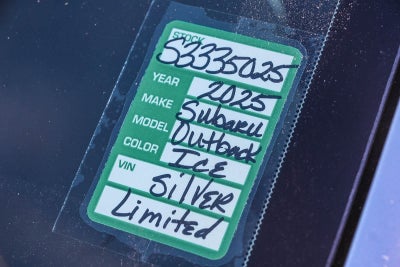 STOCK
S3335025
YEAR 2025
MAKE Subaru
MODEL Outback
COLOR ICE
VIN SilvER
Limited